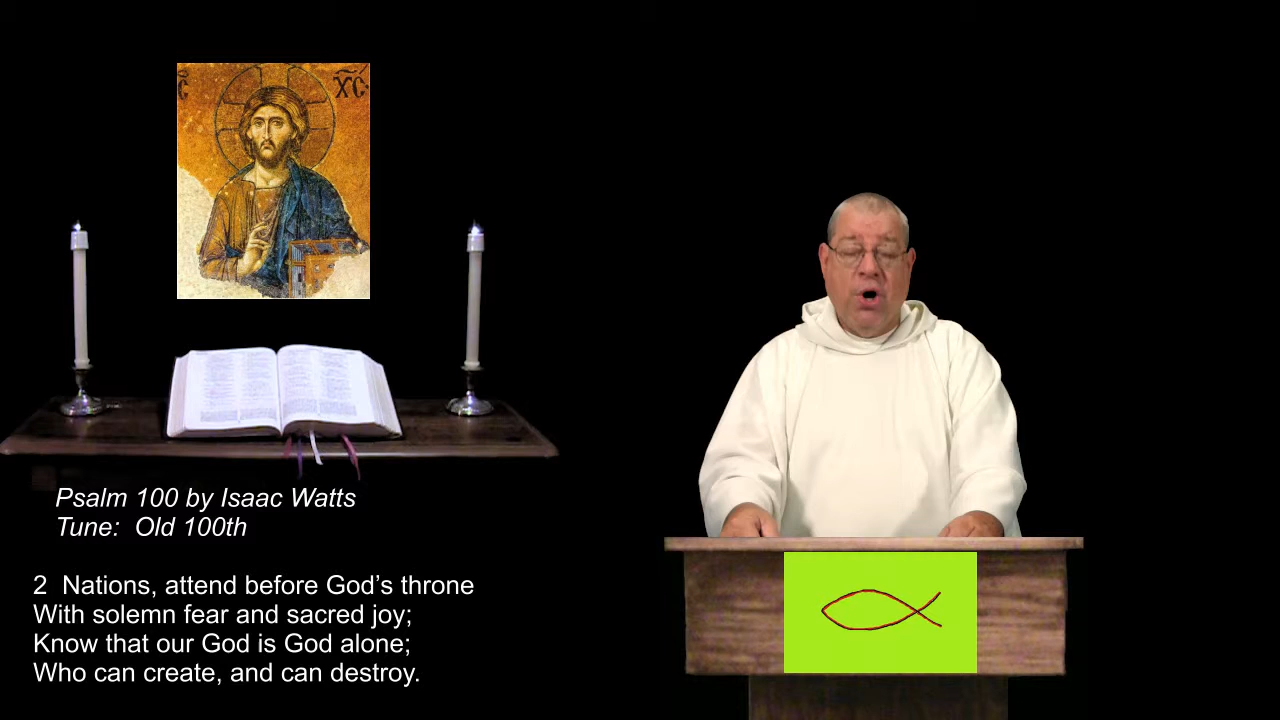 XC
Psalm 100 by Isaac Watts
Tune: Old 100th
2 Nations, attend before God’s throne
With solemn fear and sacred joy;
Know that our God is God alone;
Who can create, and can destroy.